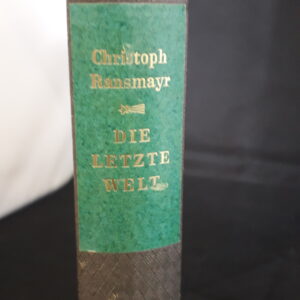 Christoph
Ransmayr
DIE
LETZTE
WELT